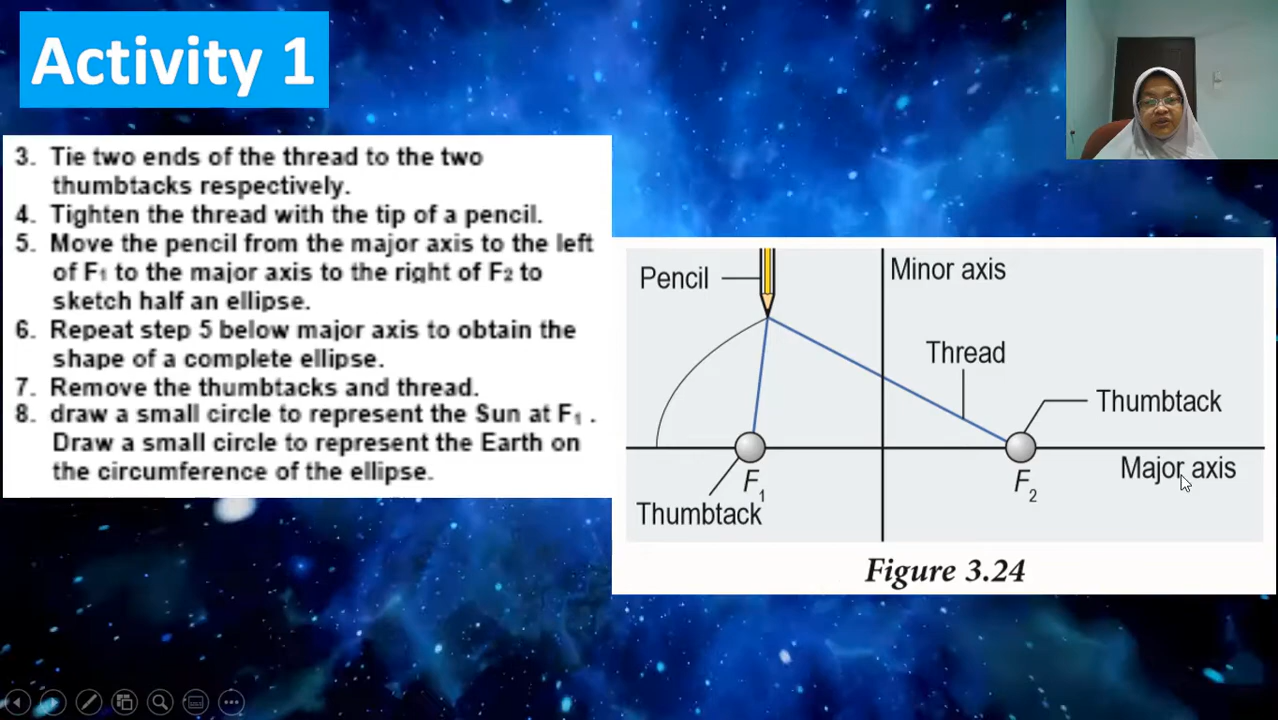 Activity 1
3. Tie two ends of the thread to the two
thumbtacks respectively.
4. Tighten the thread with the tip of a pencil.
5. Move the pencil from the major axis to the left
of F₁ to the major axis to the right of F₂ to
sketch half an ellipse.
6. Repeat step 5 below major axis to obtain the
shape of a complete ellipse.
7. Remove the thumbtacks and thread.
8. draw a small circle to represent the Sun at F₁ .
Draw a small circle to represent the Earth on
the circumference of the ellipse.
Pencil
Minor axis
Thread
Thumbtack
Major axis
F₁
F₂
Thumbtack
Figure 3.24